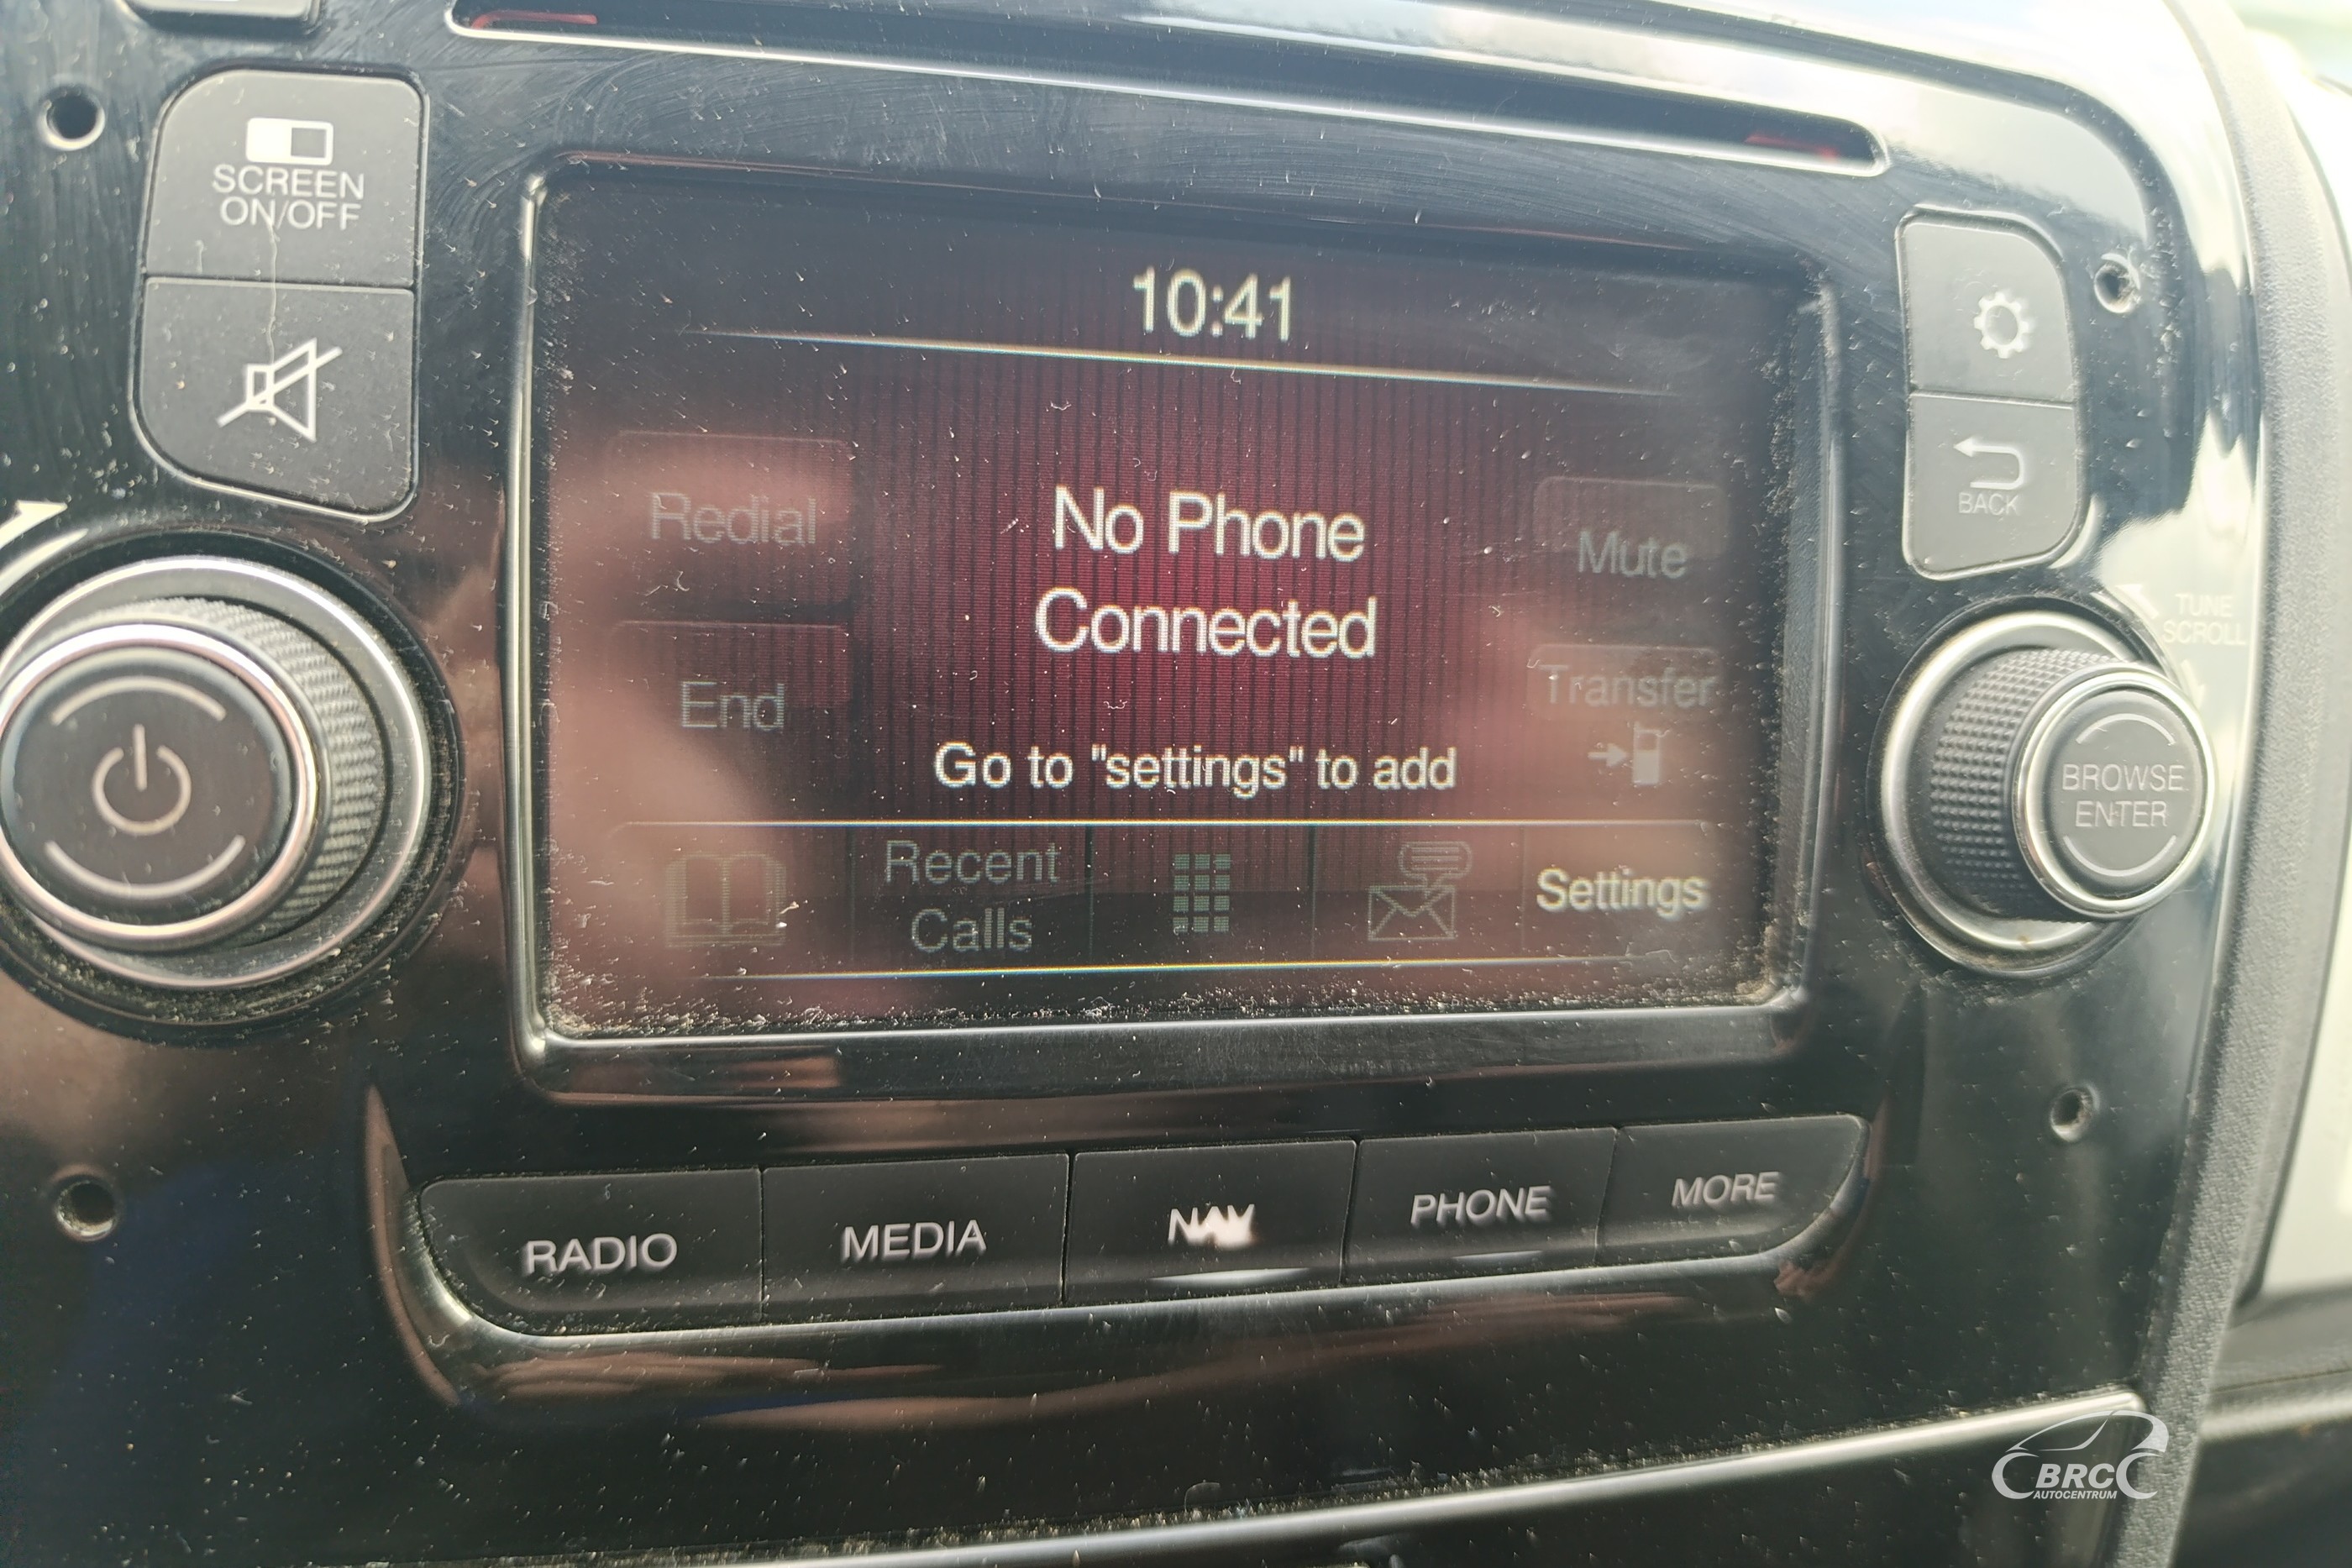 SCREEN
ON/OFF
10:41
Redial
No Phone
Connected
Mute
BACK
TUNE
SCROLL
End
Transfer
Go to "settings" to add
BROWSE
ENTER
Recent
Calls
Settings
RADIO
MEDIA
NAV
PHONE
MORE
BRC
AUTOCENTRUM